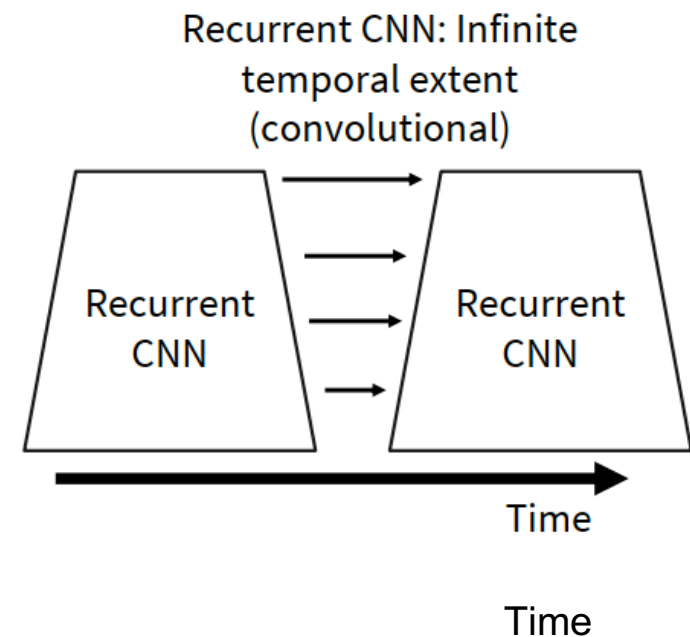 Recurrent CNN: Infinite
temporal extent
(convolutional)
Recurrent
CNN
Recurrent
CNN
Time
Time